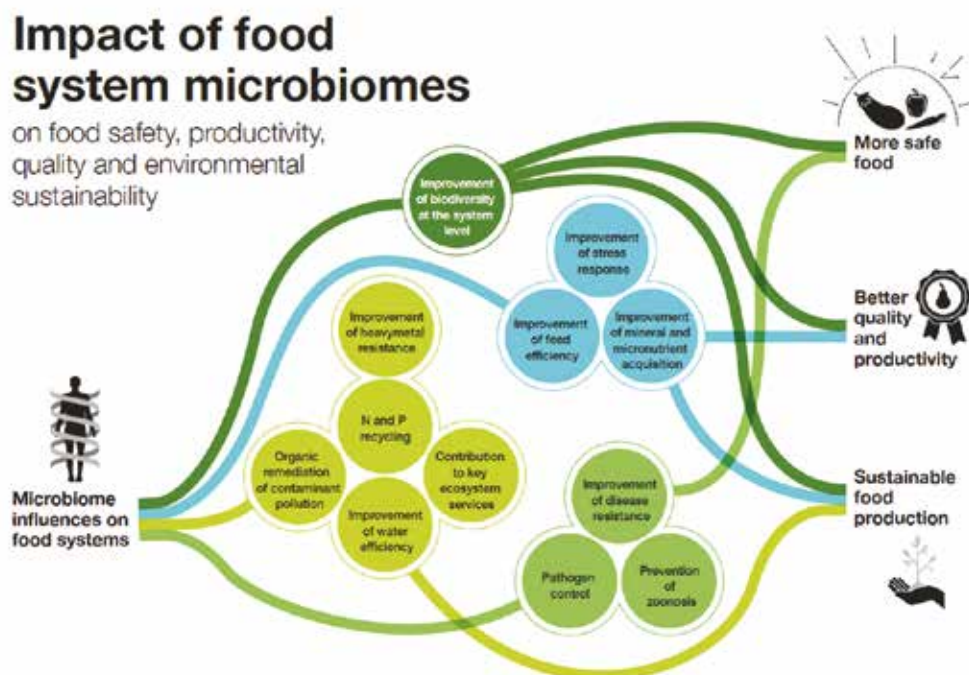 Impact of food
system microbiomes
on food safety, productivity,
quality and environmental
sustainability
More safe
food
Improvement
of biodiversity
at the system
level
Improvement
of stress
response
Improvement
of feed
efficiency
Improvement
of mineral and
micronutrient
acquisition
Better
quality
and
productivity
Improvement
of heavymetal
resistance
N and P
recycling
Organic
remediation
of contaminant
pollution
Contribution
to key
ecosystem
services
Improvement
of water
efficiency
Microbiome
influences on
food systems
Improvement
of disease
resistance
Pathogen
control
Prevention
of
zoonosis
Sustainable
food
production